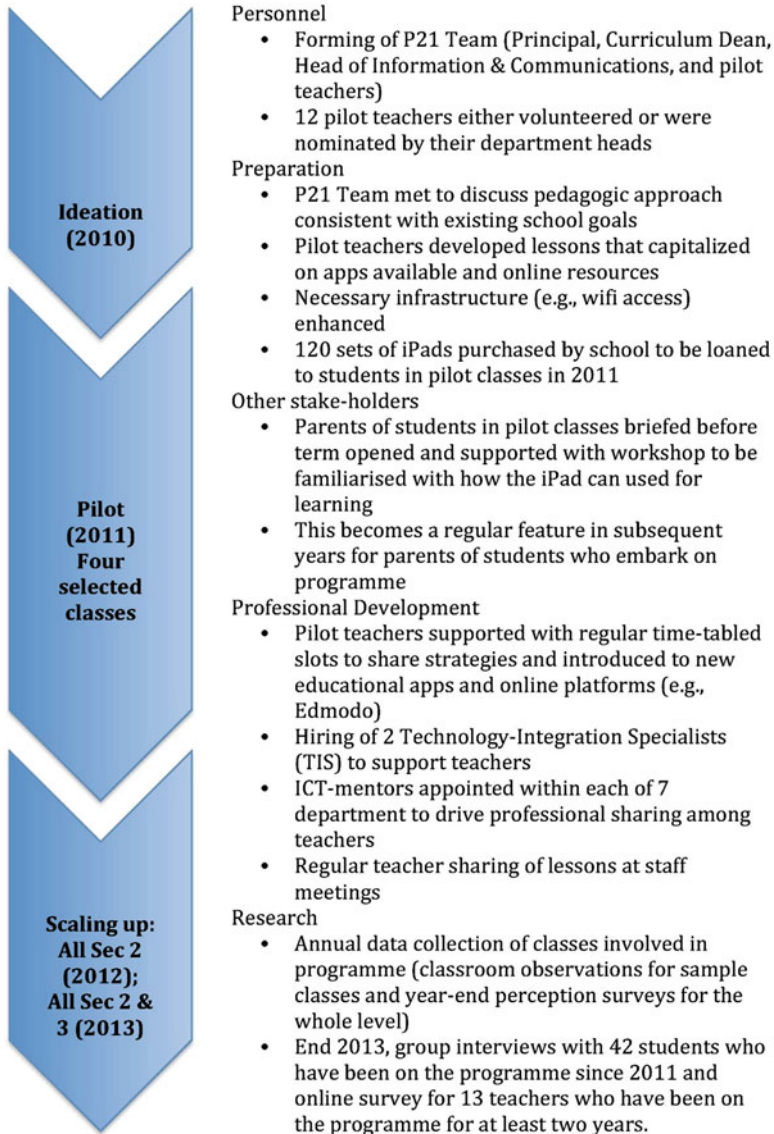 Ideation
(2010)
Pilot
(2011)
Four
selected
classes
Scaling up:
All Sec 2
(2012);
All Sec 2 &
3 (2013)
Personnel
• Forming of P21 Team (Principal, Curriculum Dean,
Head of Information & Communications, and pilot
teachers)
• 12 pilot teachers either volunteered or were
nominated by their department heads
Preparation
• P21 Team met to discuss pedagogic approach
consistent with existing school goals
• Pilot teachers developed lessons that capitalized
on apps available and online resources
• Necessary infrastructure (e.g., wifi access)
enhanced
• 120 sets of iPads purchased by school to be loaned
to students in pilot classes in 2011
Other stake-holders
• Parents of students in pilot classes briefed before
term opened and supported with workshop to be
familiarised with how the iPad can used for
learning
• This becomes a regular feature in subsequent
years for parents of students who embark on
programme
Professional Development
• Pilot teachers supported with regular time-tabled
slots to share strategies and introduced to new
educational apps and online platforms (e.g.,
Edmodo)
• Hiring of 2 Technology-Integration Specialists
(TIS) to support teachers
• ICT-mentors appointed within each of 7
department to drive professional sharing among
teachers
• Regular teacher sharing of lessons at staff
meetings
Research
• Annual data collection of classes involved in
programme (classroom observations for sample
classes and year-end perception surveys for the
whole level)
• End 2013, group interviews with 42 students who
have been on the programme since 2011 and
online survey for 13 teachers who have been on
the programme for at least two years.